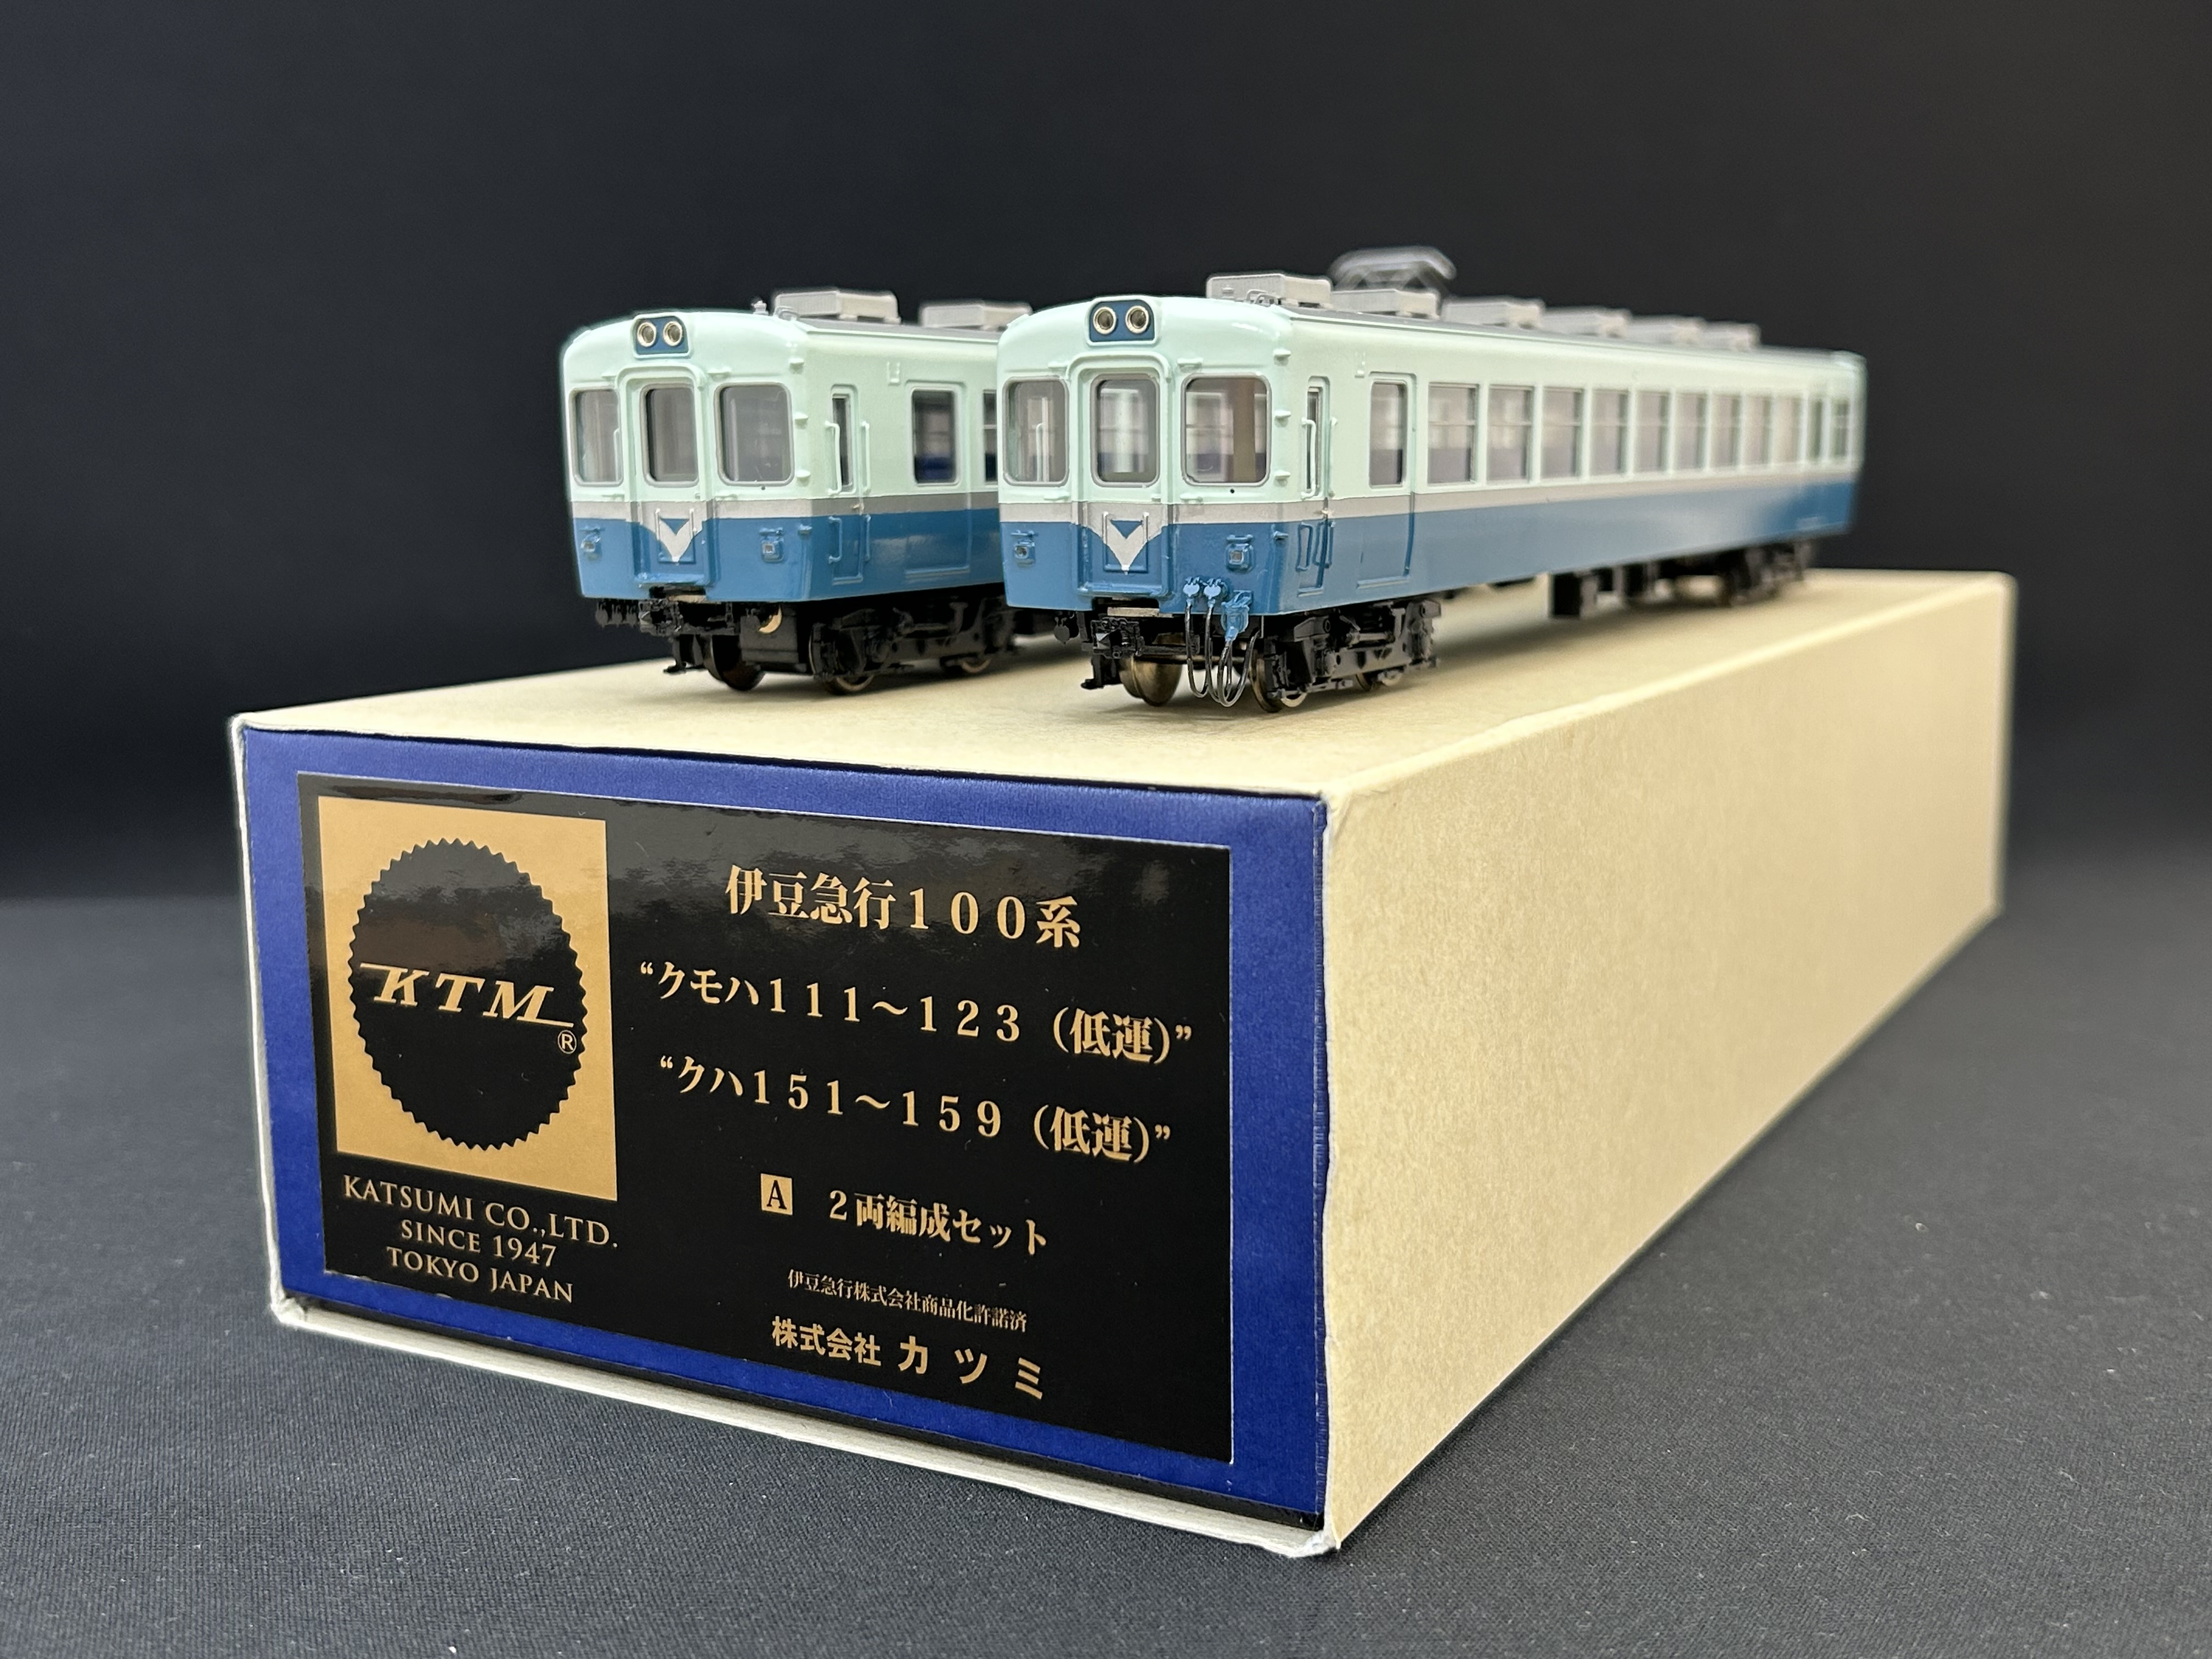 伊豆急行１００系
“クモハ１１１～１２３（低運）”
“クハ１５１～１５９（低運）”
A ２両編成セット
伊豆急行株式会社商品化許諾済
株式会社 カツミ
KTM®
KATSUMI CO.,LTD.
SINCE 1947
TOKYO JAPAN